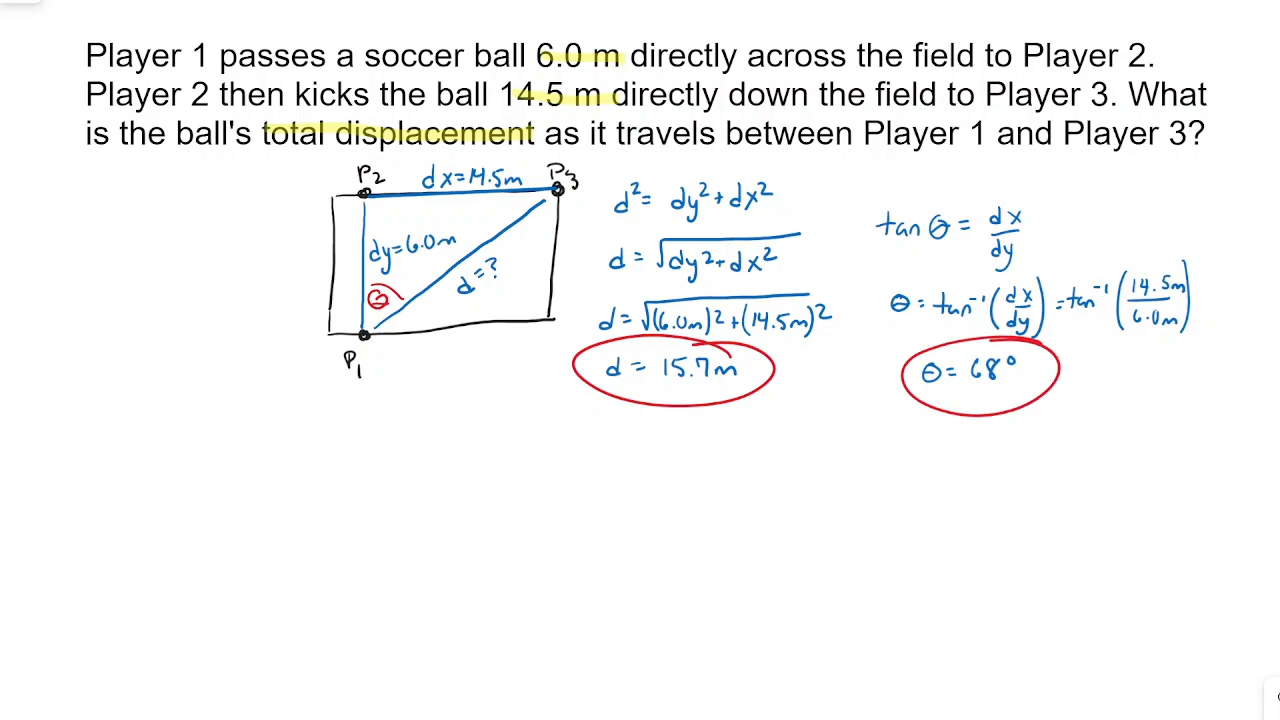 Player 1 passes a soccer ball 6.0 m directly across the field to Player 2.
Player 2 then kicks the ball 14.5 m directly down the field to Player 3. What
is the ball's total displacement as it travels between Player 1 and Player 3?
P2 dx=14.5m P3
dy=6.0m
d=?
θ
P1
d²= dy²+dx²
d = √dy²+dx²
d= √(6.0m)²+(14.5m)²
d = 15.7m
tan θ = dx/dy
θ = tan⁻¹(dx/dy) = tan⁻¹(14.5m/6.0m)
θ = 68°